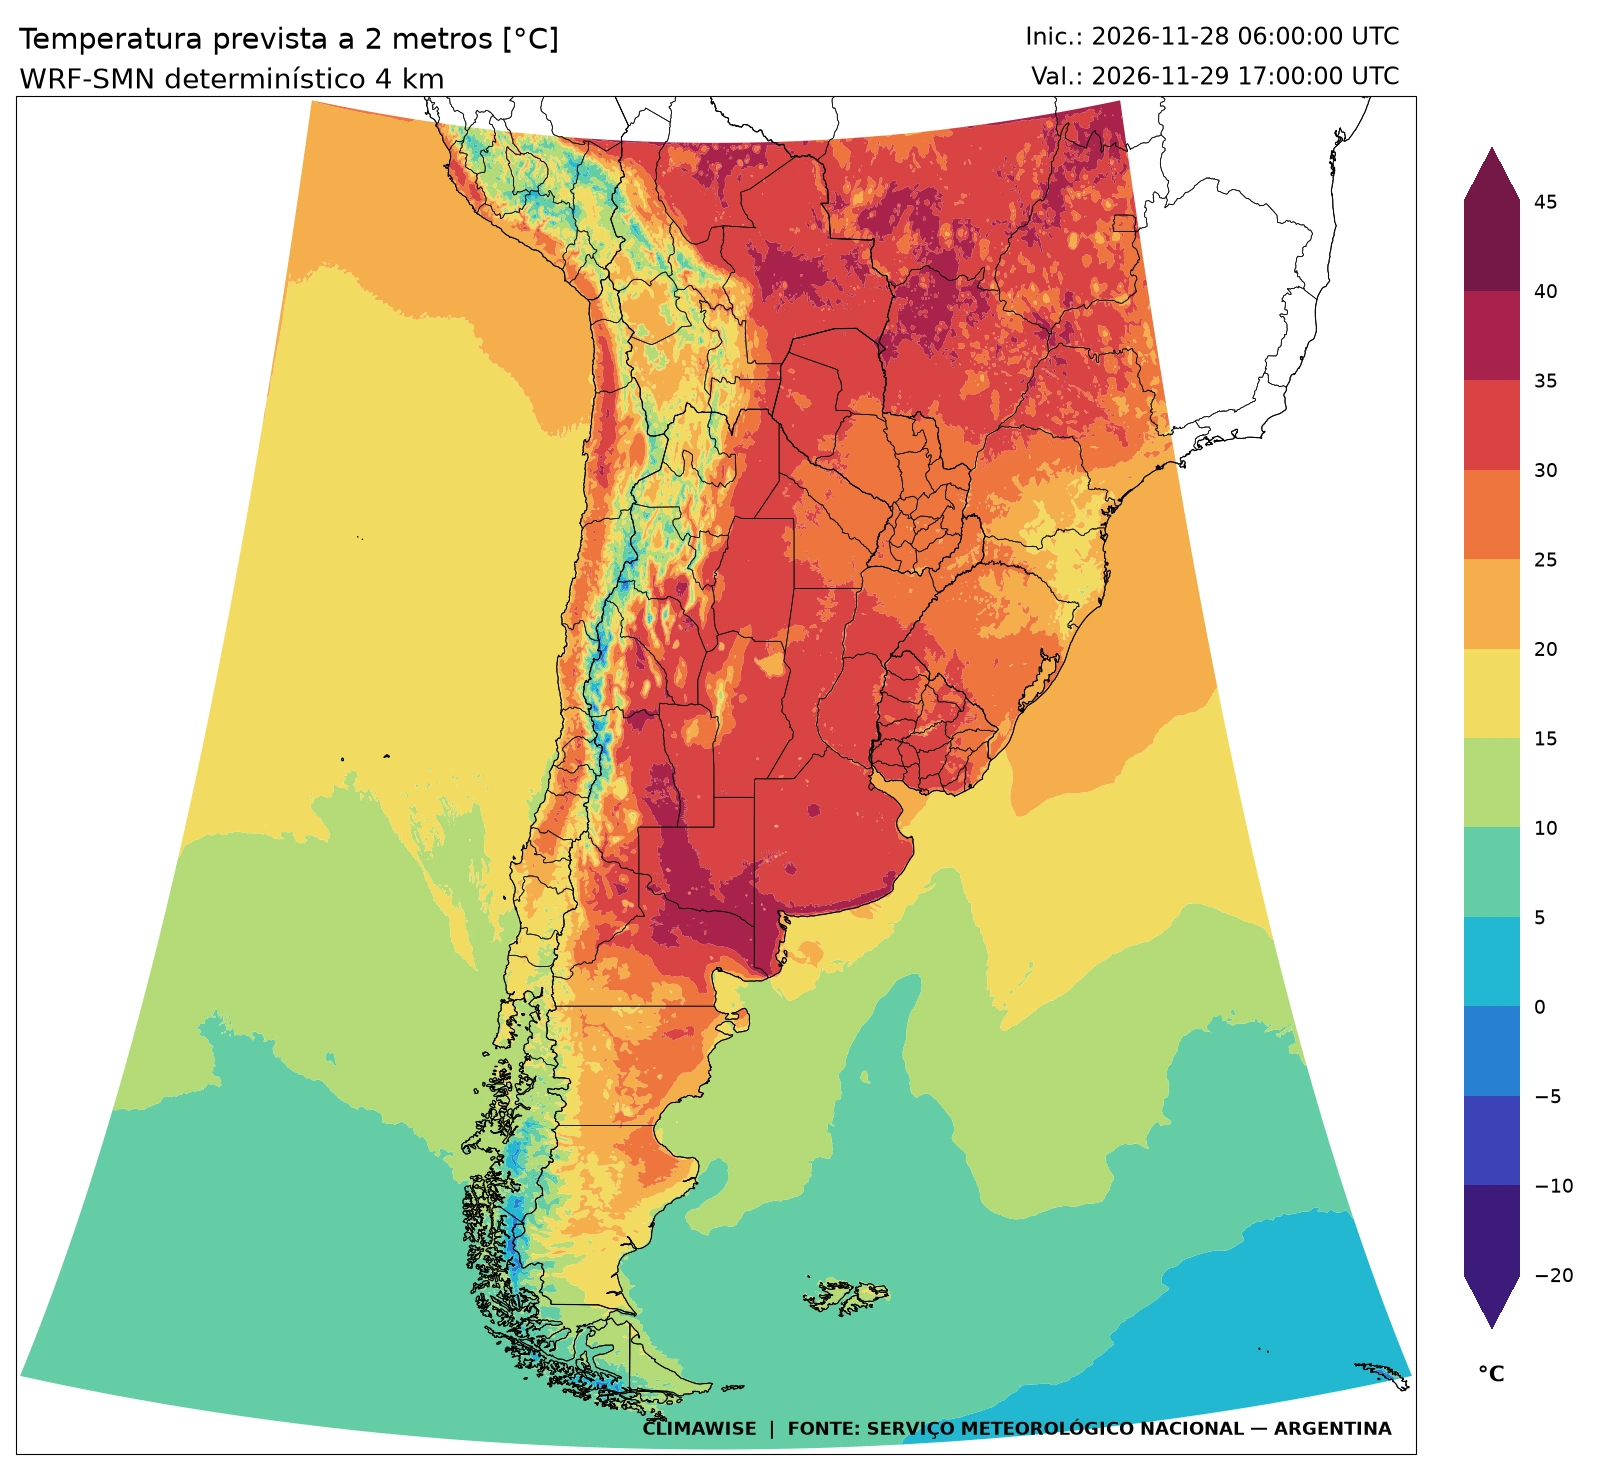 Temperatura prevista a 2 metros [°C]
Inic.: 2026-11-28 06:00:00 UTC
WRF-SMN determinístico 4 km
Val.: 2026-11-29 17:00:00 UTC
45
40
35
30
25
20
15
10
5
0
−5
−10
−20
°C
CLIMAWISE | FONTE: SERVIÇO METEOROLÓGICO NACIONAL — ARGENTINA